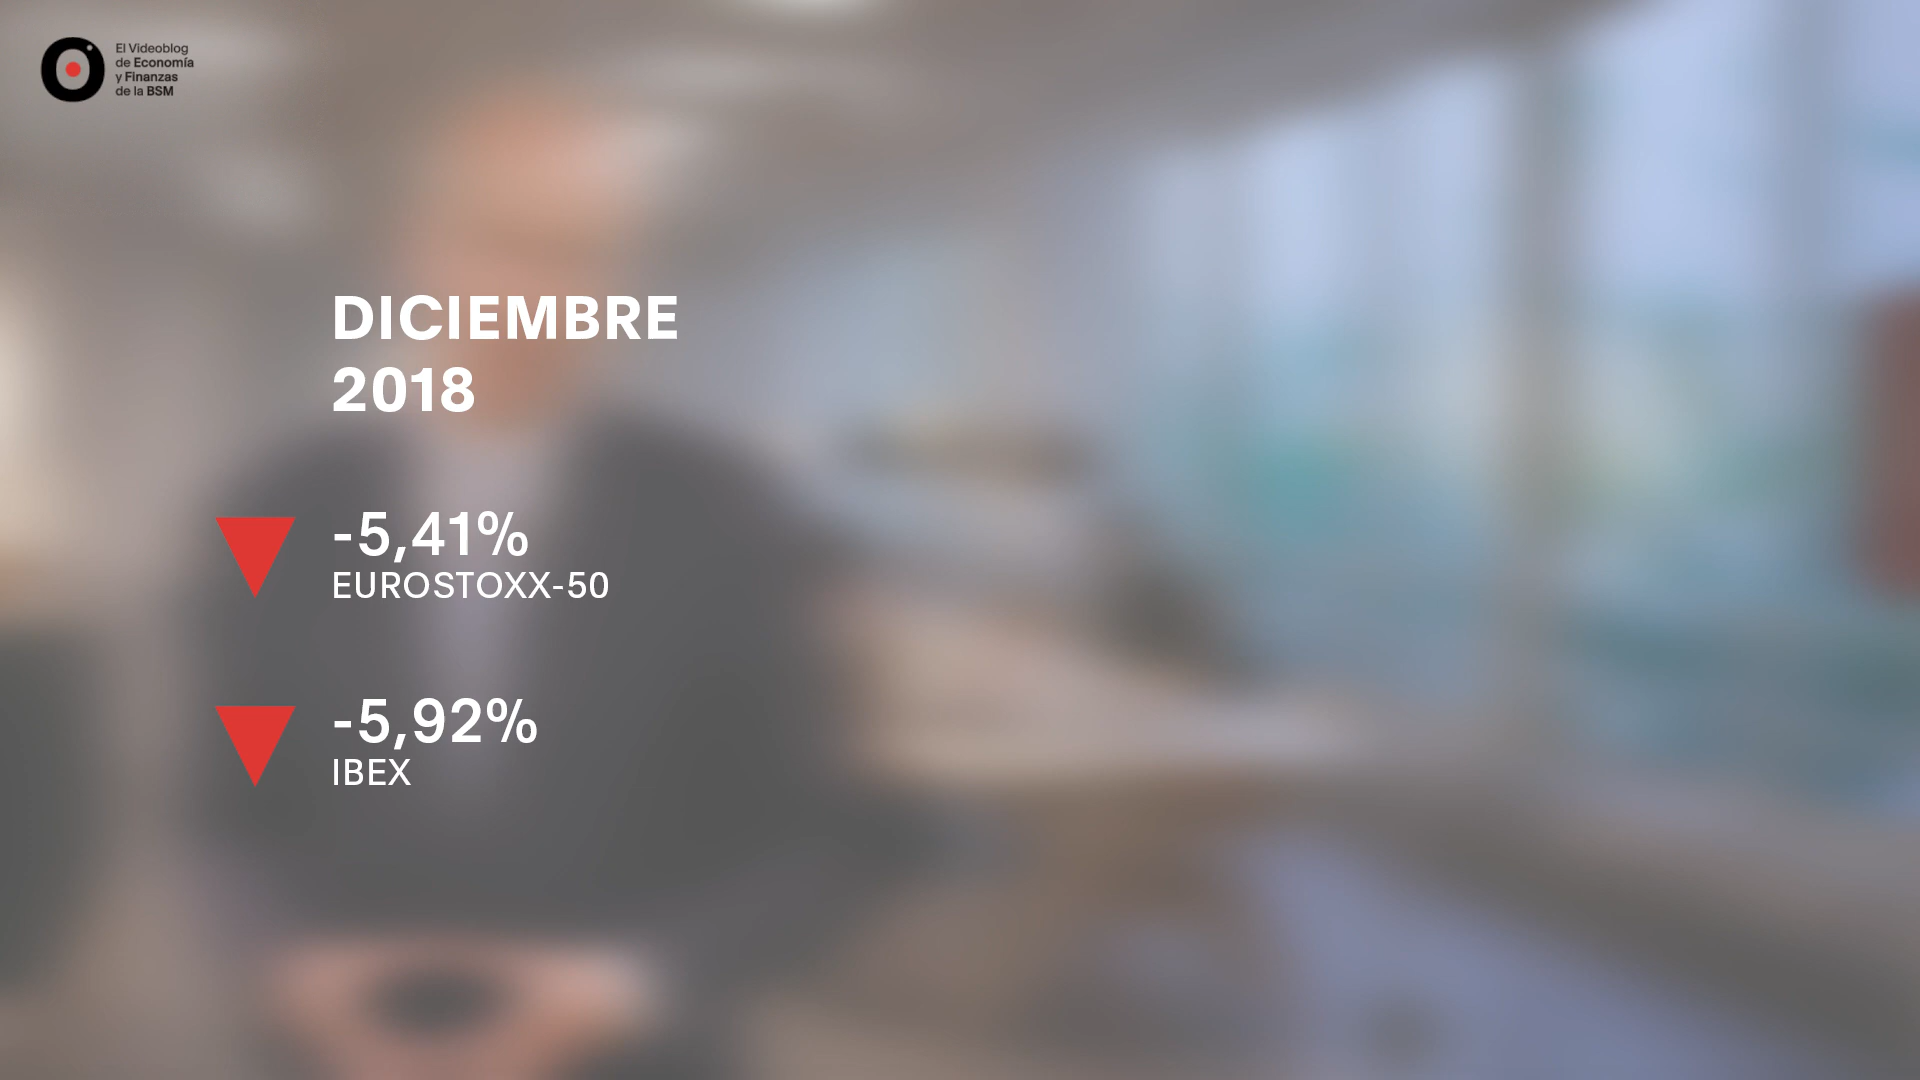 El Videoblog
de Economía
y Finanzas
de la BSM
DICIEMBRE
2018
-5,41%
EUROSTOXX-50
-5,92%
IBEX